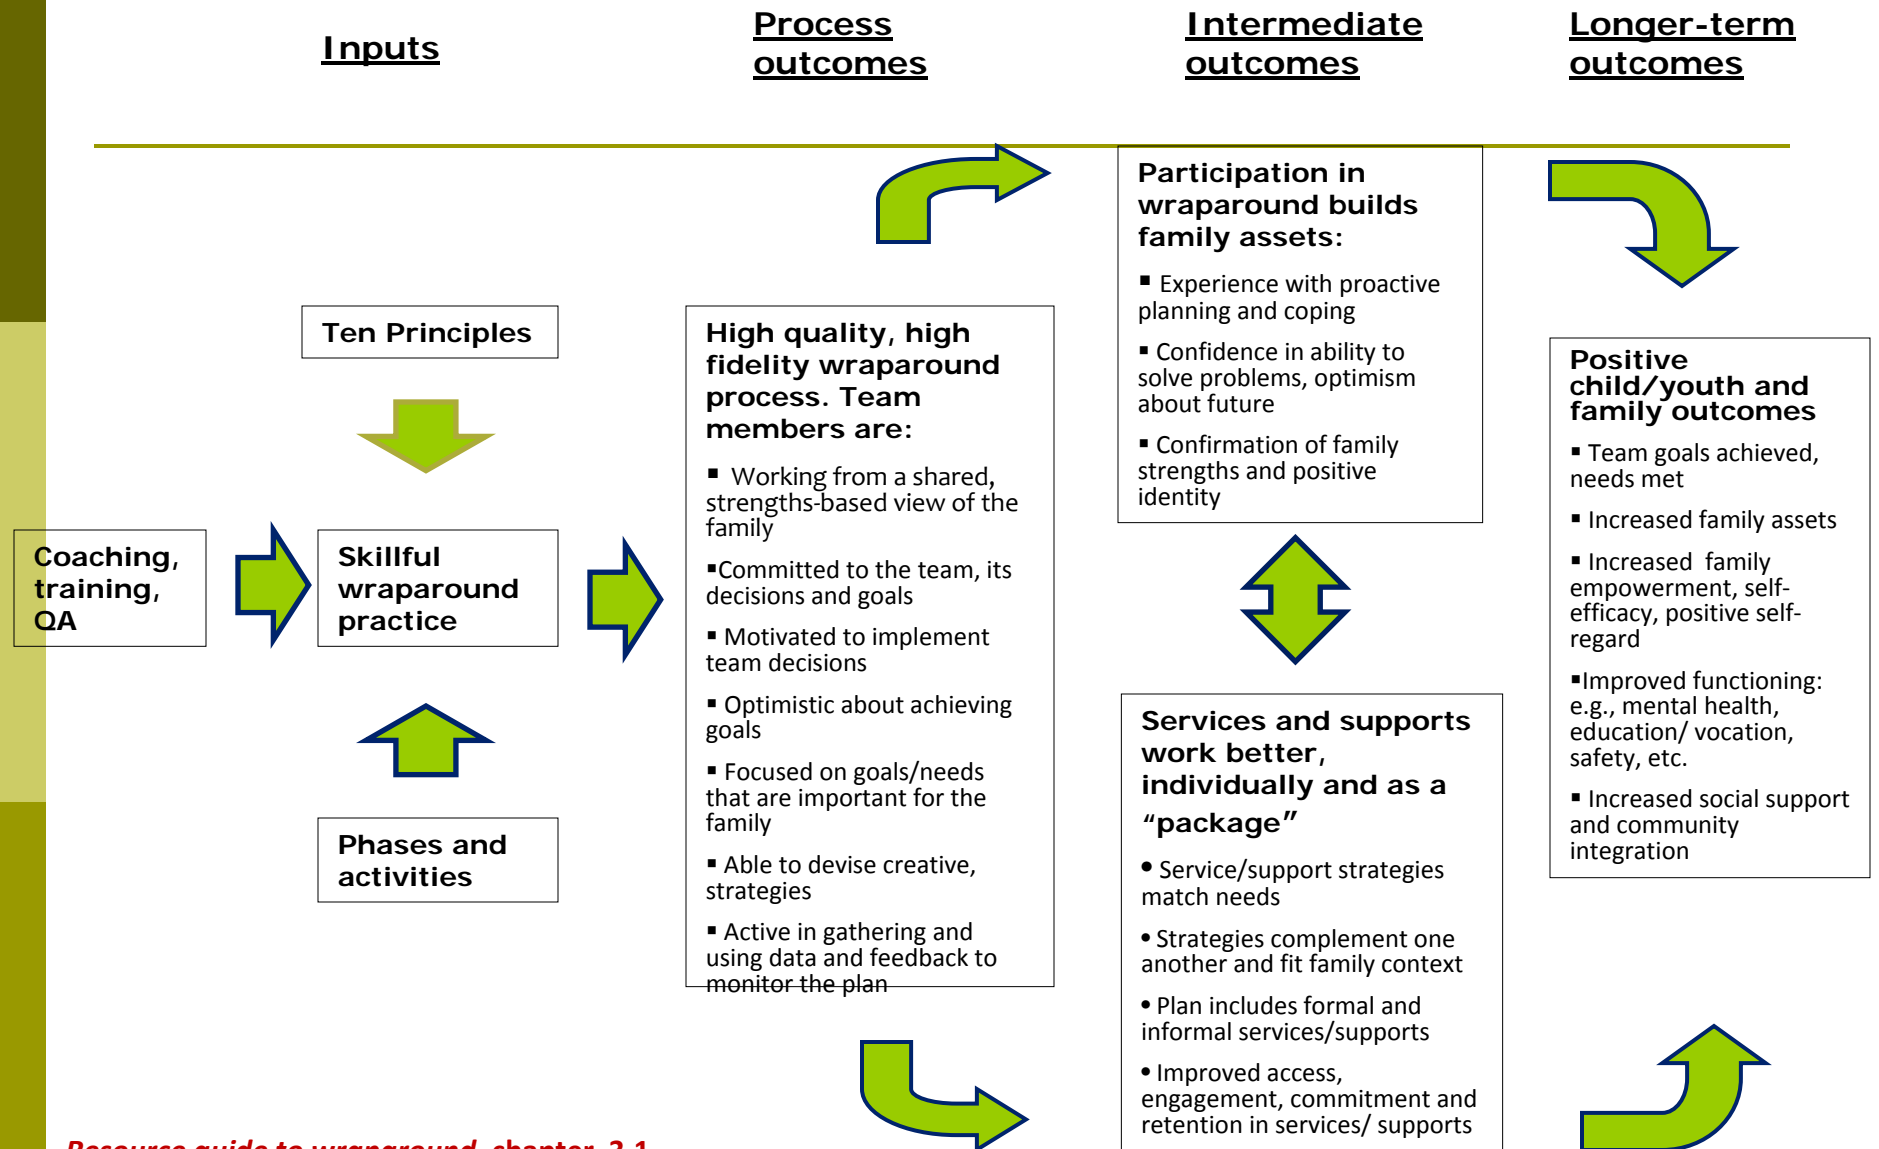 Inputs
Process
outcomes
Intermediate
outcomes
Longer-term
outcomes
Ten Principles
Coaching,
training,
QA
Skillful
wraparound
practice
Phases and
activities
High quality, high
fidelity wraparound
process. Team
members are:
▪ Working from a shared,
strengths-based view of the
family
▪Committed to the team, its
decisions and goals
▪ Motivated to implement
team decisions
▪ Optimistic about achieving
goals
▪ Focused on goals/needs
that are important for the
family
▪ Able to devise creative,
strategies
▪ Active in gathering and
using data and feedback to
monitor the plan
Participation in
wraparound builds
family assets:
▪ Experience with proactive
planning and coping
▪ Confidence in ability to
solve problems, optimism
about future
▪ Confirmation of family
strengths and positive
identity
Services and supports
work better,
individually and as a
“package”
• Service/support strategies
match needs
• Strategies complement one
another and fit family context
• Plan includes formal and
informal services/supports
• Improved access,
engagement, commitment and
retention in services/ supports
Positive
child/youth and
family outcomes
▪ Team goals achieved,
needs met
▪ Increased family assets
▪ Increased family
empowerment, self-
efficacy, positive self-
regard
▪Improved functioning:
e.g., mental health,
education/ vocation,
safety, etc.
▪ Increased social support
and community
integration
Resource guide to wraparound, chapter 3.1